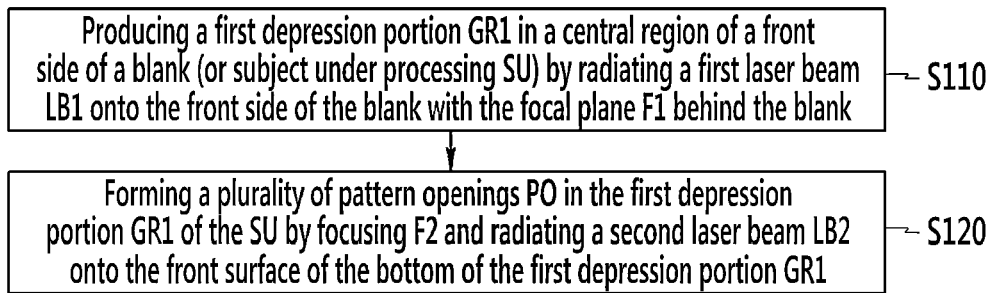 Producing a first depression portion GR1 in a central region of a front
side of a blank (or subject under processing SU) by radiating a first laser beam
LB1 onto the front side of the blank with the focal plane F1 behind the blank
S110
Forming a plurality of pattern openings PO in the first depression
portion GR1 of the SU by focusing F2 and radiating a second laser beam LB2
onto the front surface of the bottom of the first depression portion GR1
S120